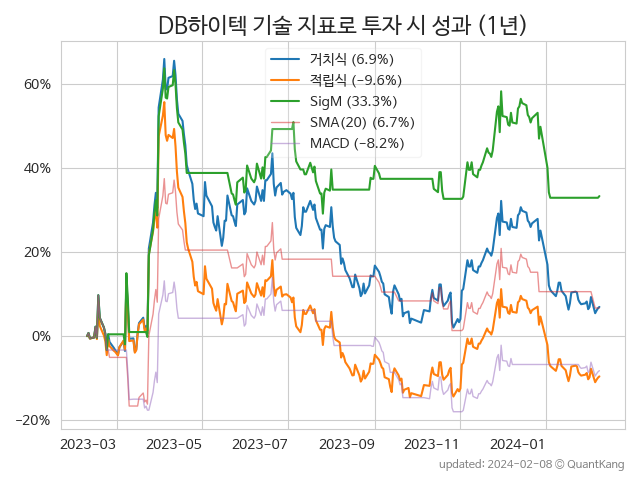 DB하이텍 기술 지표로 투자 시 성과 (1년)
거치식 (6.9%)
적립식 (−9.6%)
SigM (33.3%)
SMA(20) (6.7%)
MACD (−8.2%)
60%
40%
20%
0%
−20%
2023-03 2023-05 2023-07 2023-09 2023-11 2024-01
updated: 2024-02-08 © QuantKang